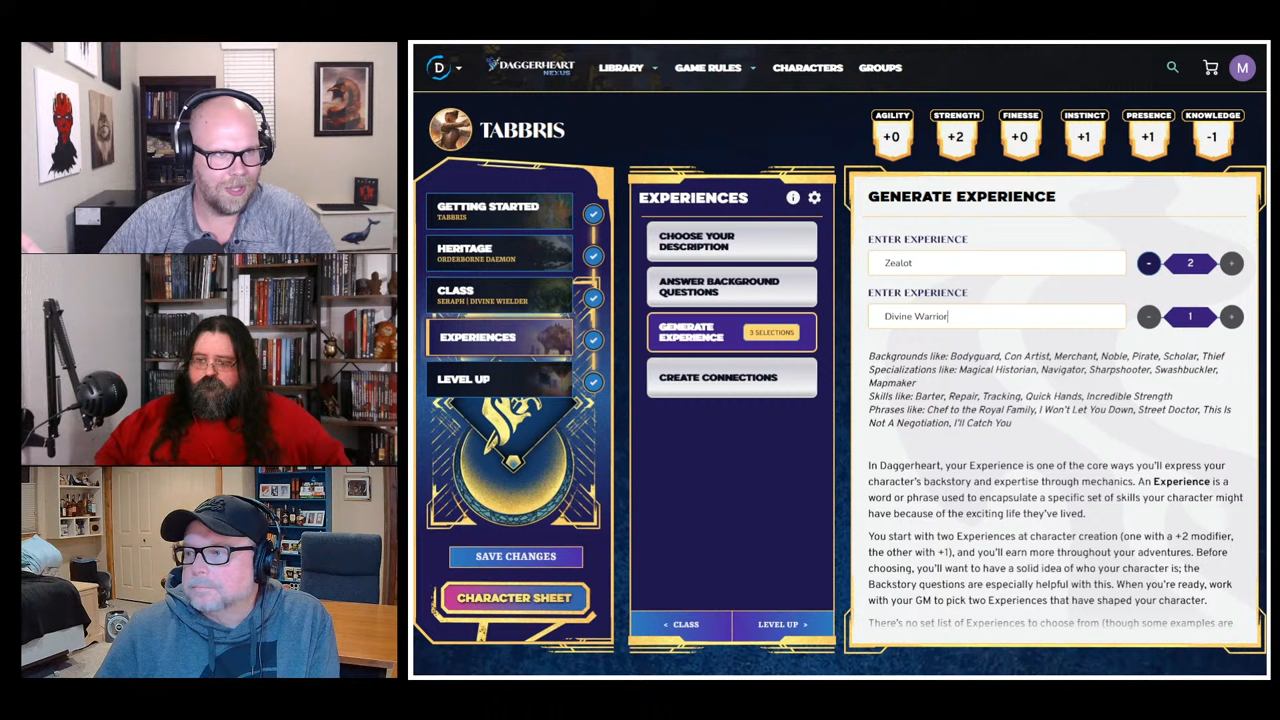 D
DAGGERHEART
NEXUS
LIBRARY
GAME RULES
CHARACTERS
GROUPS
M
TABBRIS
AGILITY
+0
STRENGTH
+2
FINESSE
+0
INSTINCT
+1
PRESENCE
+1
KNOWLEDGE
-1
GETTING STARTED
TABBRIS
HERITAGE
ORDERBORNE DAEMON
CLASS
SERAPH | DIVINE WIELDER
EXPERIENCES
LEVEL UP
SAVE CHANGES
CHARACTER SHEET
EXPERIENCES
CHOOSE YOUR
DESCRIPTION
ANSWER BACKGROUND
QUESTIONS
GENERATE
EXPERIENCE
3 SELECTIONS
CREATE CONNECTIONS
< CLASS
LEVEL UP >
GENERATE EXPERIENCE
ENTER EXPERIENCE
Zealot
- 2 +
ENTER EXPERIENCE
Divine Warrior
- 1 +
Backgrounds like: Bodyguard, Con Artist, Merchant, Noble, Pirate, Scholar, Thief
Specializations like: Magical Historian, Navigator, Sharpshooter, Swashbuckler,
Mapmaker
Skills like: Barter, Repair, Tracking, Quick Hands, Incredible Strength
Phrases like: Chef to the Royal Family, I Won't Let You Down, Street Doctor, This Is
Not A Negotiation, I'll Catch You
In Daggerheart, your Experience is one of the core ways you'll express your
character's backstory and expertise through mechanics. An Experience is a
word or phrase used to encapsulate a specific set of skills your character might
have because of the exciting life they've lived.
You start with two Experiences at character creation (one with a +2 modifier,
the other with +1), and you'll earn more throughout your adventures. Before
choosing, you'll want to have a solid idea of who your character is; the
Backstory questions are especially helpful with this. When you're ready, work
with your GM to pick two Experiences that have shaped your character.
There's no set list of Experiences to choose from (though some examples are